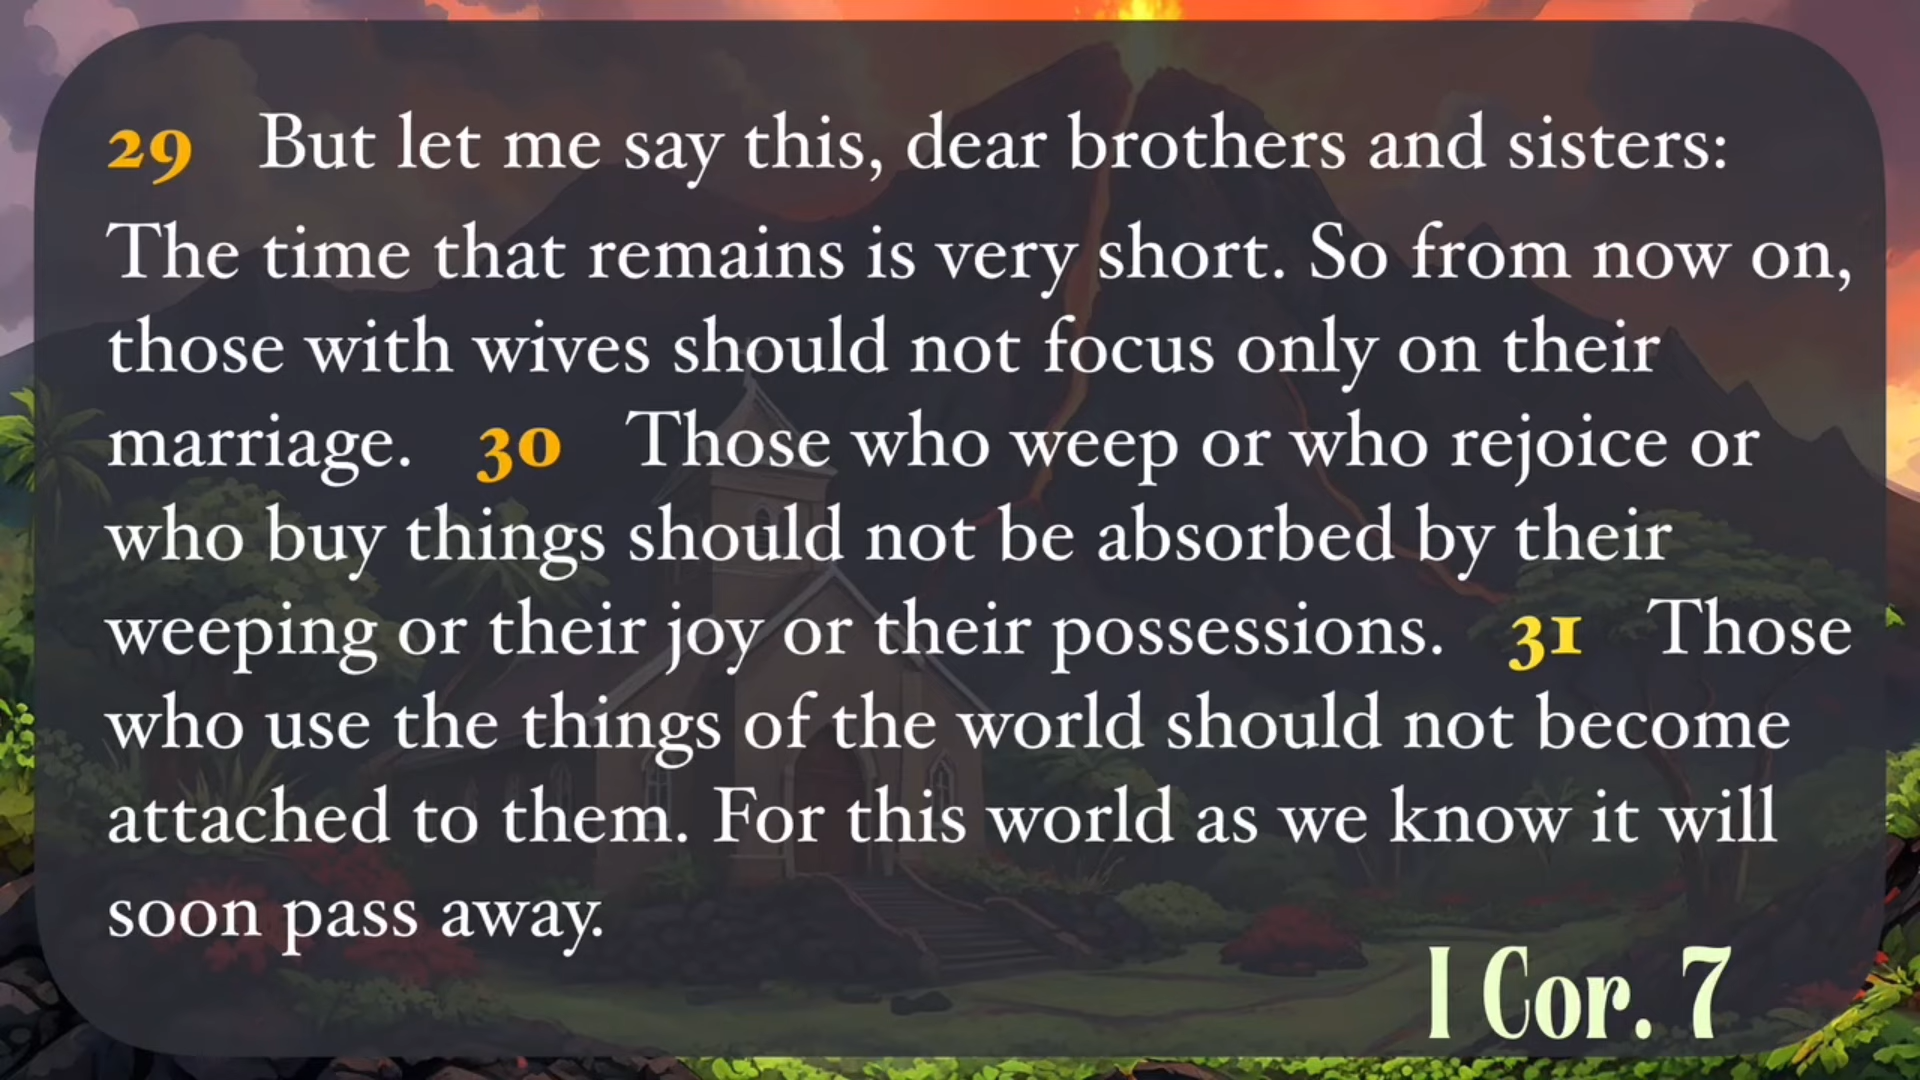 29 But let me say this, dear brothers and sisters:
The time that remains is very short. So from now on,
those with wives should not focus only on their
marriage. 30 Those who weep or who rejoice or
who buy things should not be absorbed by their
weeping or their joy or their possessions. 31 Those
who use the things of the world should not become
attached to them. For this world as we know it will
soon pass away.
I Cor. 7